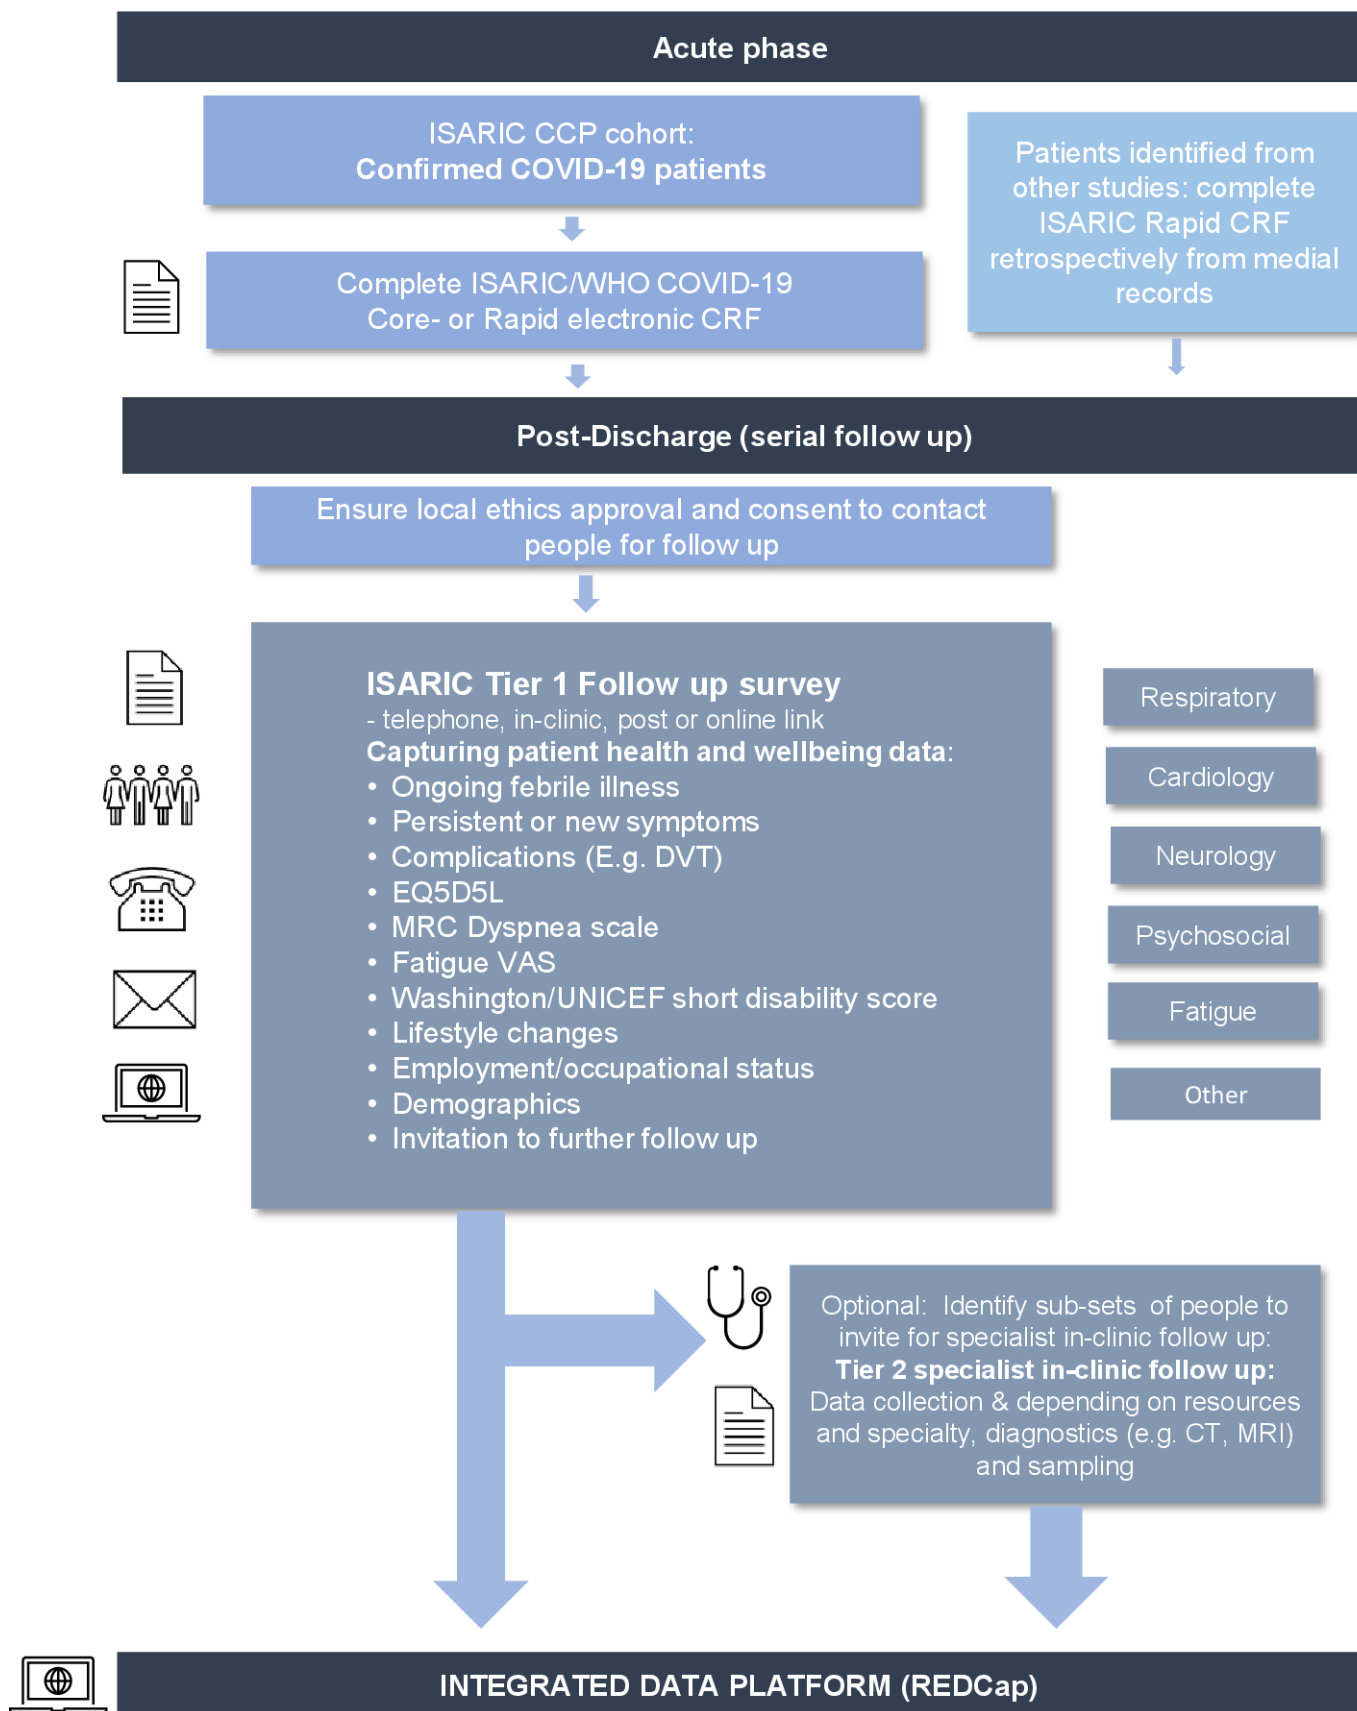 Acute phase
ISARIC CCP cohort:
Confirmed COVID-19 patients
Complete ISARIC/WHO COVID-19
Core- or Rapid electronic CRF
Patients identified from
other studies: complete
ISARIC Rapid CRF
retrospectively from medial
records
Post-Discharge (serial follow up)
Ensure local ethics approval and consent to contact
people for follow up
ISARIC Tier 1 Follow up survey
- telephone, in-clinic, post or online link
Capturing patient health and wellbeing data:
• Ongoing febrile illness
• Persistent or new symptoms
• Complications (E.g. DVT)
• EQ5D5L
• MRC Dyspnea scale
• Fatigue VAS
• Washington/UNICEF short disability score
• Lifestyle changes
• Employment/occupational status
• Demographics
• Invitation to further follow up
Respiratory
Cardiology
Neurology
Psychosocial
Fatigue
Other
Optional:  Identify sub-sets  of people to
invite for specialist in-clinic follow up:
Tier 2 specialist in-clinic follow up:
Data collection & depending on resources
and specialty, diagnostics (e.g. CT, MRI)
and sampling
INTEGRATED DATA PLATFORM (REDCap)